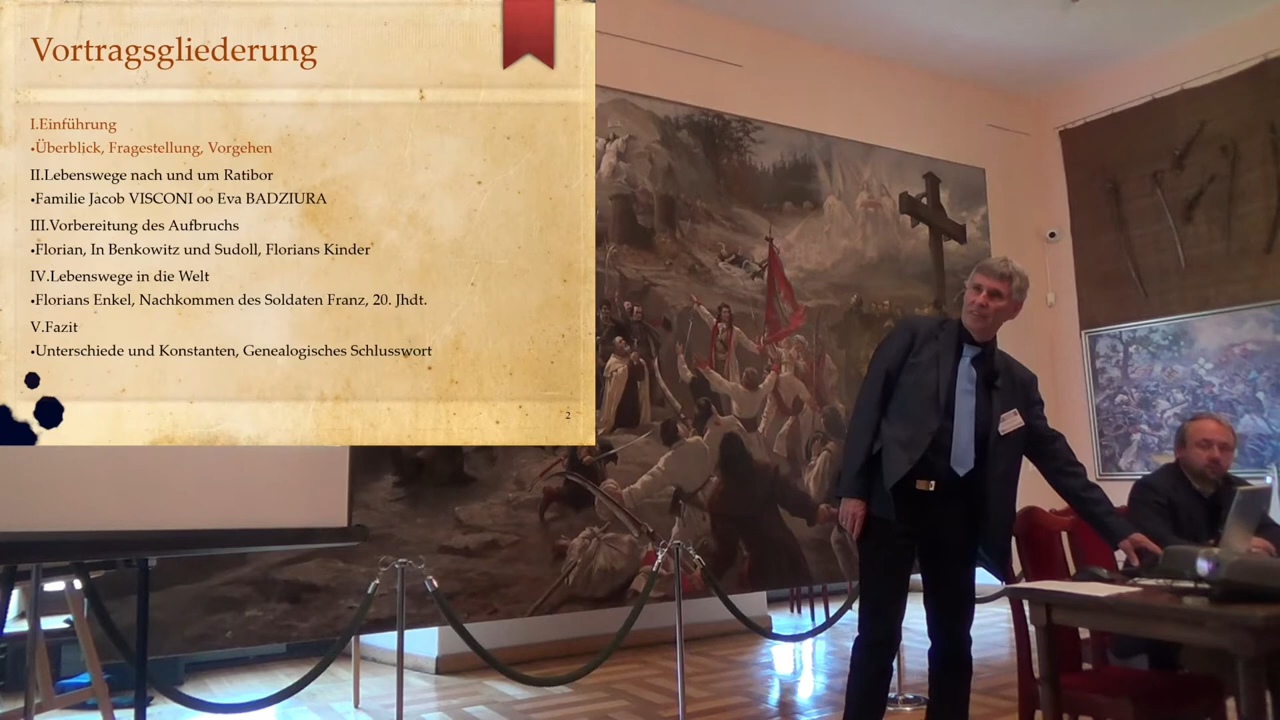 Vortragsgliederung
I.Einführung
•Überblick, Fragestellung, Vorgehen
II.Lebenswege nach und um Ratibor
•Familie Jacob VISCONI oo Eva BADZIURA
III.Vorbereitung des Aufbruchs
•Florian, In Benkowitz und Sudoll, Florians Kinder
IV.Lebenswege in die Welt
•Florians Enkel, Nachkommen des Soldaten Franz, 20. Jhdt.
V.Fazit
•Unterschiede und Konstanten, Genealogisches Schlusswort
2